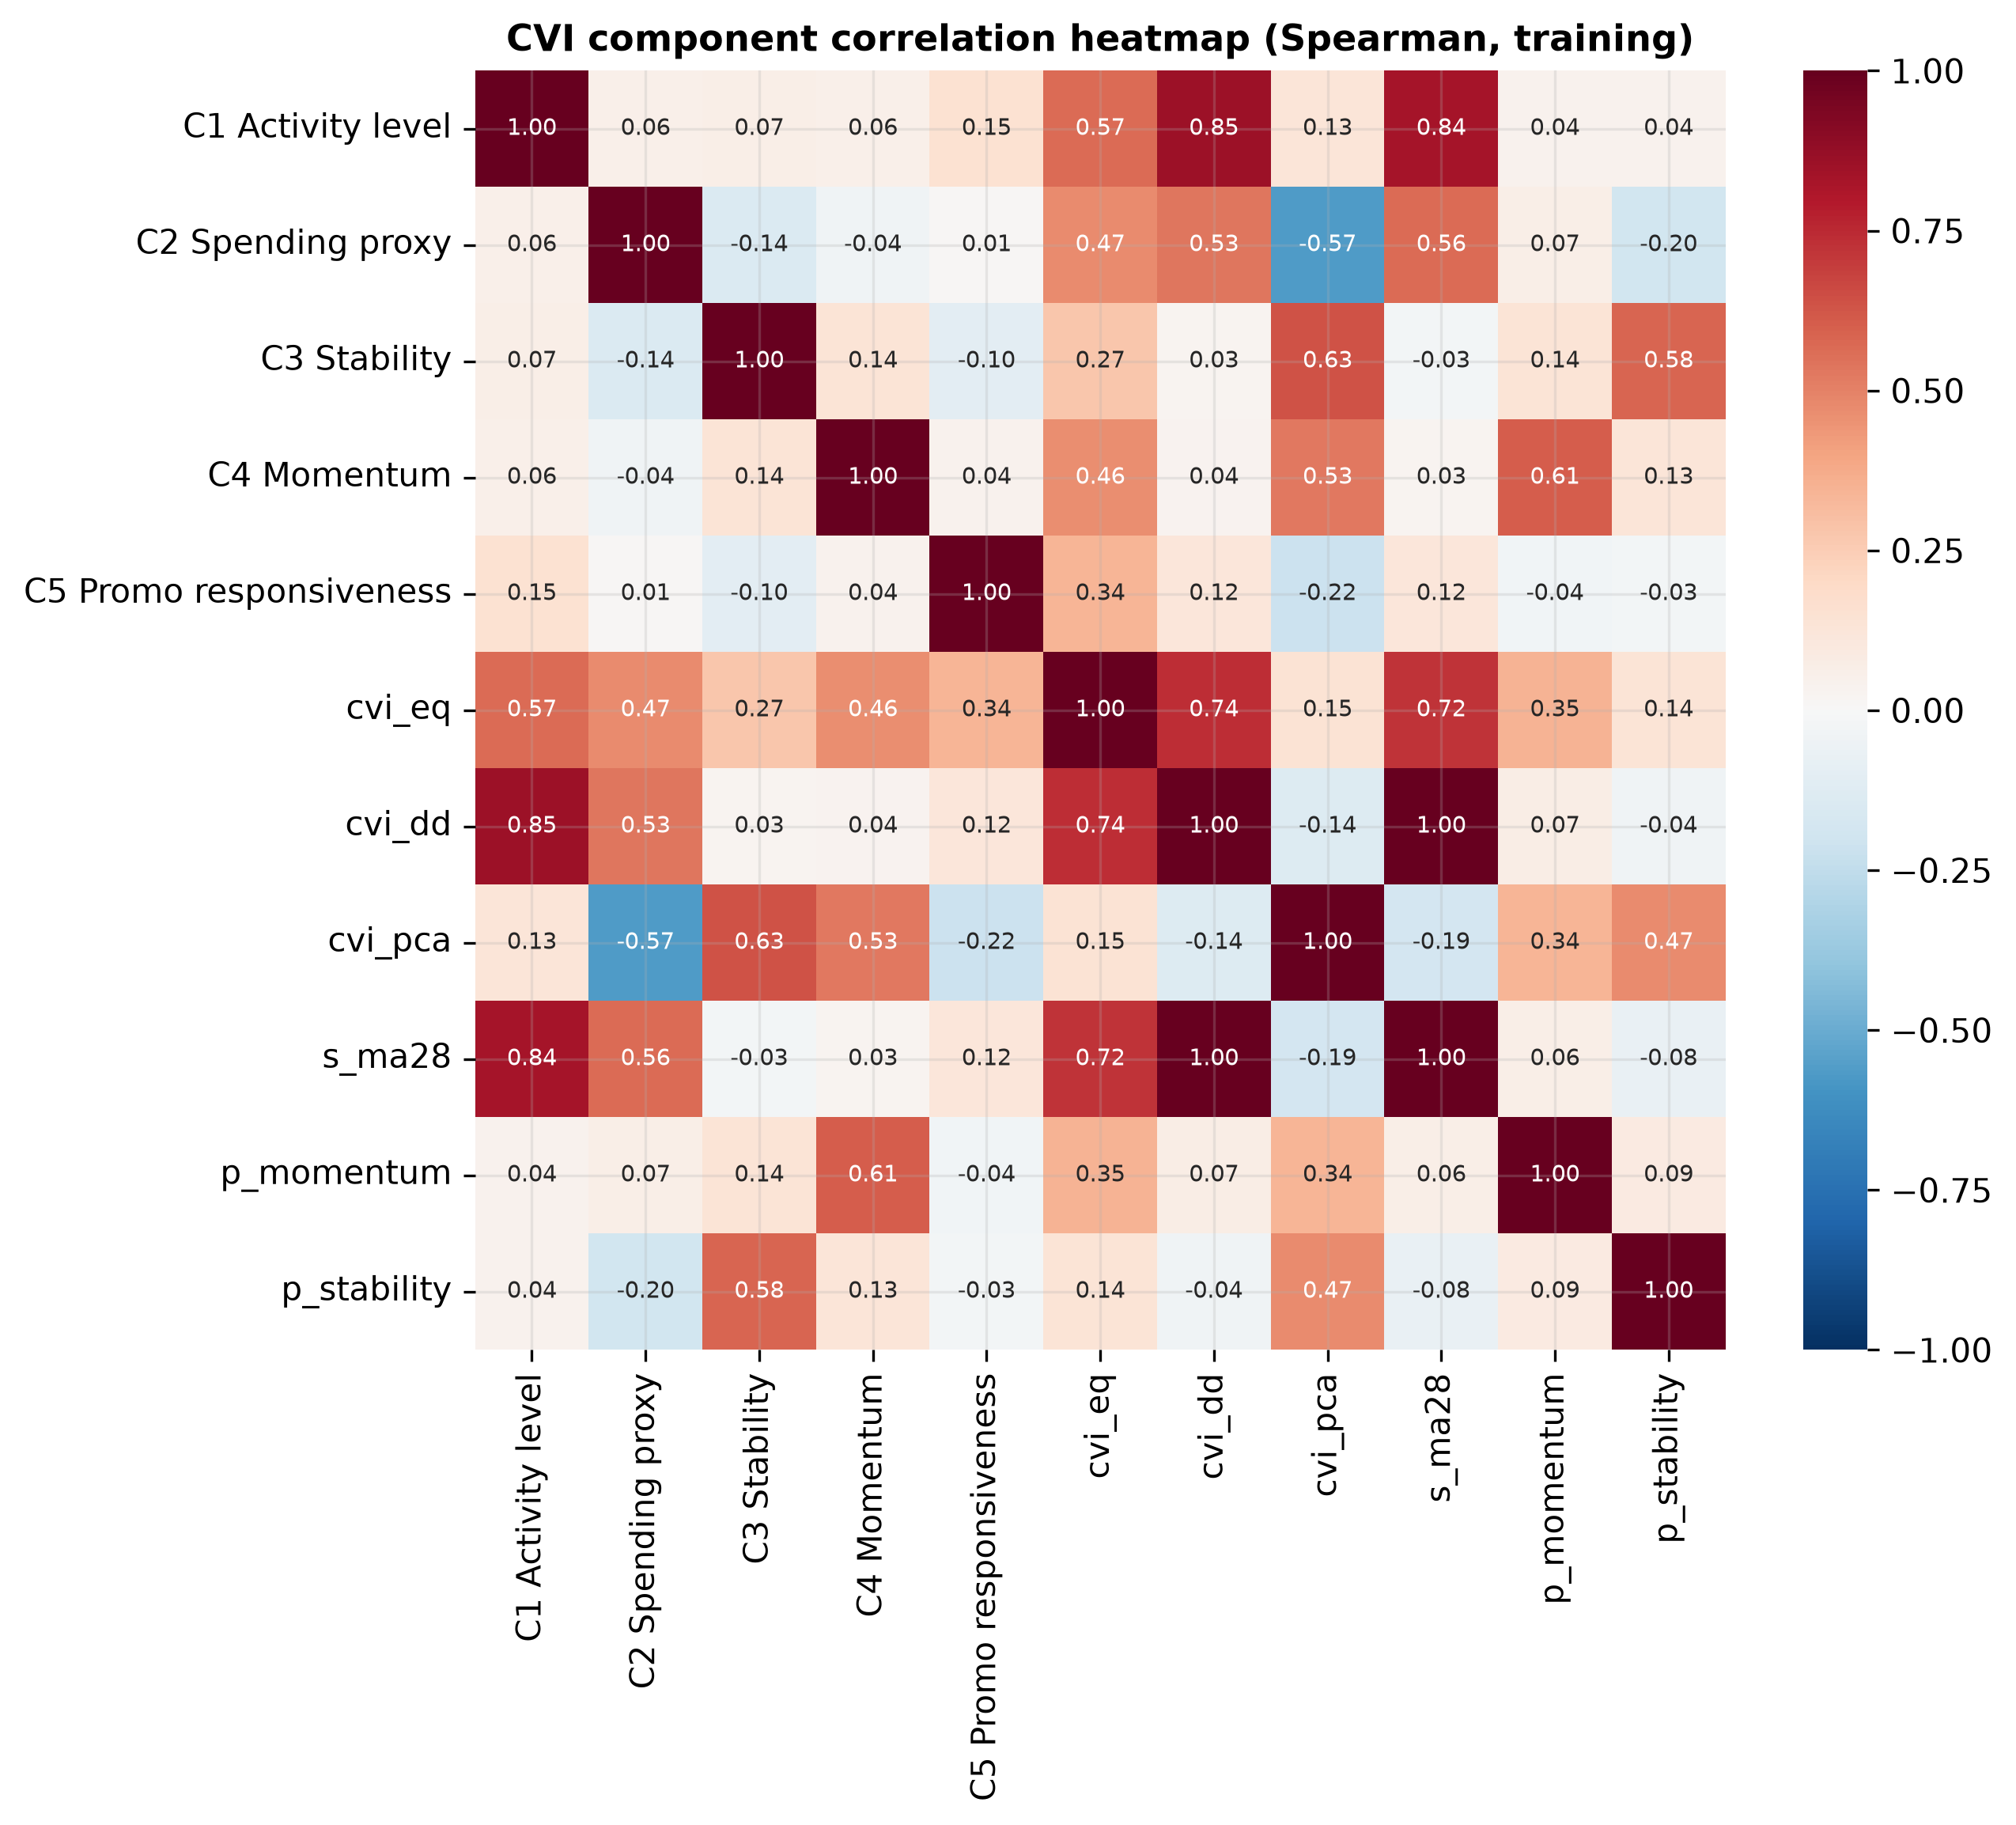 CVI component correlation heatmap (Spearman, training)
C1 Activity level 1.00 0.06 0.07 0.06 0.15 0.57 0.85 0.13 0.84 0.04 0.04
C2 Spending proxy 0.06 1.00 -0.14 -0.04 0.01 0.47 0.53 -0.57 0.56 0.07 -0.20
C3 Stability 0.07 -0.14 1.00 0.14 -0.10 0.27 0.03 0.63 -0.03 0.14 0.58
C4 Momentum 0.06 -0.04 0.14 1.00 0.04 0.46 0.04 0.53 0.03 0.61 0.13
C5 Promo responsiveness 0.15 0.01 -0.10 0.04 1.00 0.34 0.12 -0.22 0.12 -0.04 -0.03
cvi_eq 0.57 0.47 0.27 0.46 0.34 1.00 0.74 0.15 0.72 0.35 0.14
cvi_dd 0.85 0.53 0.03 0.04 0.12 0.74 1.00 -0.14 1.00 0.07 -0.04
cvi_pca 0.13 -0.57 0.63 0.53 -0.22 0.15 -0.14 1.00 -0.19 0.34 0.47
s_ma28 0.84 0.56 -0.03 0.03 0.12 0.72 1.00 -0.19 1.00 0.06 -0.08
p_momentum 0.04 0.07 0.14 0.61 -0.04 0.35 0.07 0.34 0.06 1.00 0.09
p_stability 0.04 -0.20 0.58 0.13 -0.03 0.14 -0.04 0.47 -0.08 0.09 1.00
C1 Activity level
C2 Spending proxy
C3 Stability
C4 Momentum
C5 Promo responsiveness
cvi_eq
cvi_dd
cvi_pca
s_ma28
p_momentum
p_stability
1.00
0.75
0.50
0.25
0.00
−0.25
−0.50
−0.75
−1.00